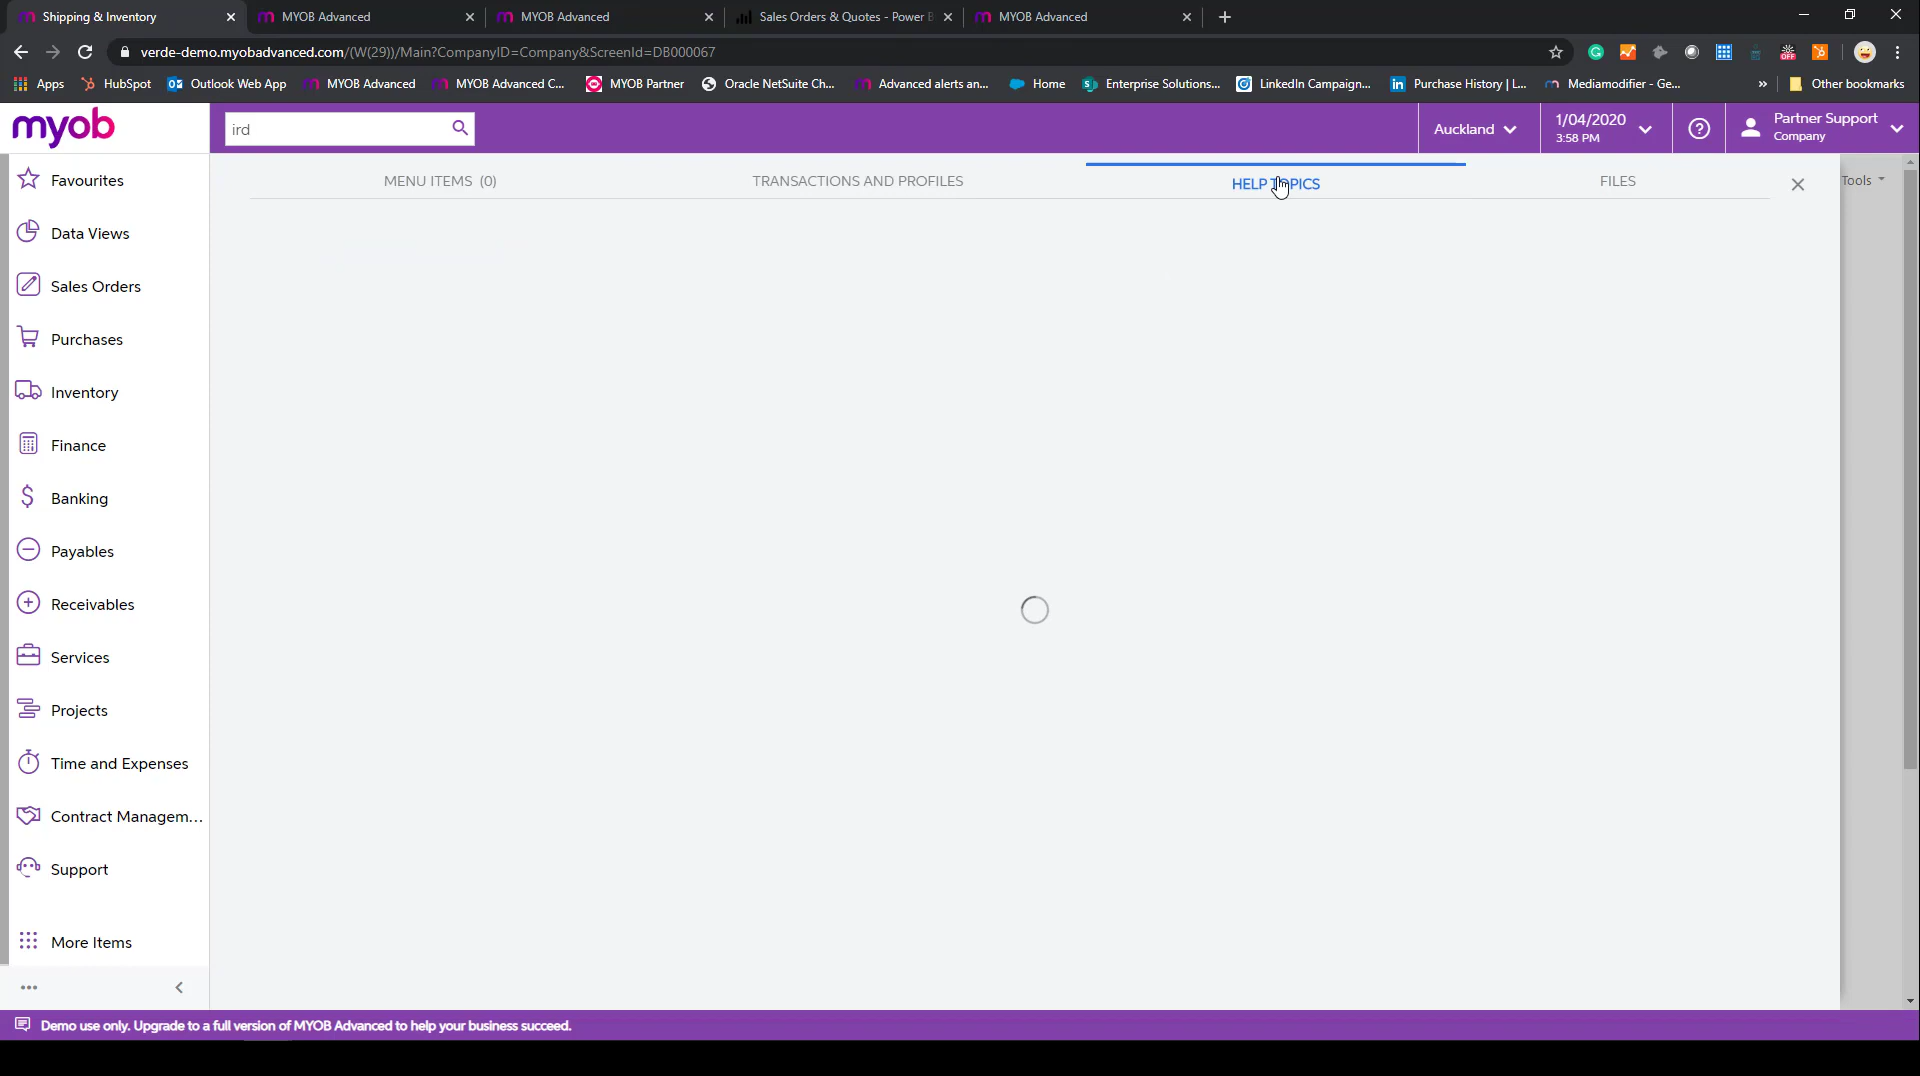 Shipping & Inventory
MYOB Advanced
MYOB Advanced
Sales Orders & Quotes - Power B
MYOB Advanced
verde-demo.myobadvanced.com/(W(29))/Main?CompanyID=Company&ScreenId=DB000067
Apps
HubSpot
Outlook Web App
MYOB Advanced
MYOB Advanced C...
MYOB Partner
Oracle NetSuite Ch...
Advanced alerts an...
Home
Enterprise Solutions...
LinkedIn Campaign...
Purchase History | L...
Mediamodifier - Ge...
»
Other bookmarks
myob
ird
Auckland
1/04/2020
3:58 PM
Partner Support
Company
MENU ITEMS (0)
TRANSACTIONS AND PROFILES
HELP TOPICS
FILES
Tools
Favourites
Data Views
Sales Orders
Purchases
Inventory
Finance
Banking
Payables
Receivables
Services
Projects
Time and Expenses
Contract Managem...
Support
More Items
Demo use only. Upgrade to a full version of MYOB Advanced to help your business succeed.